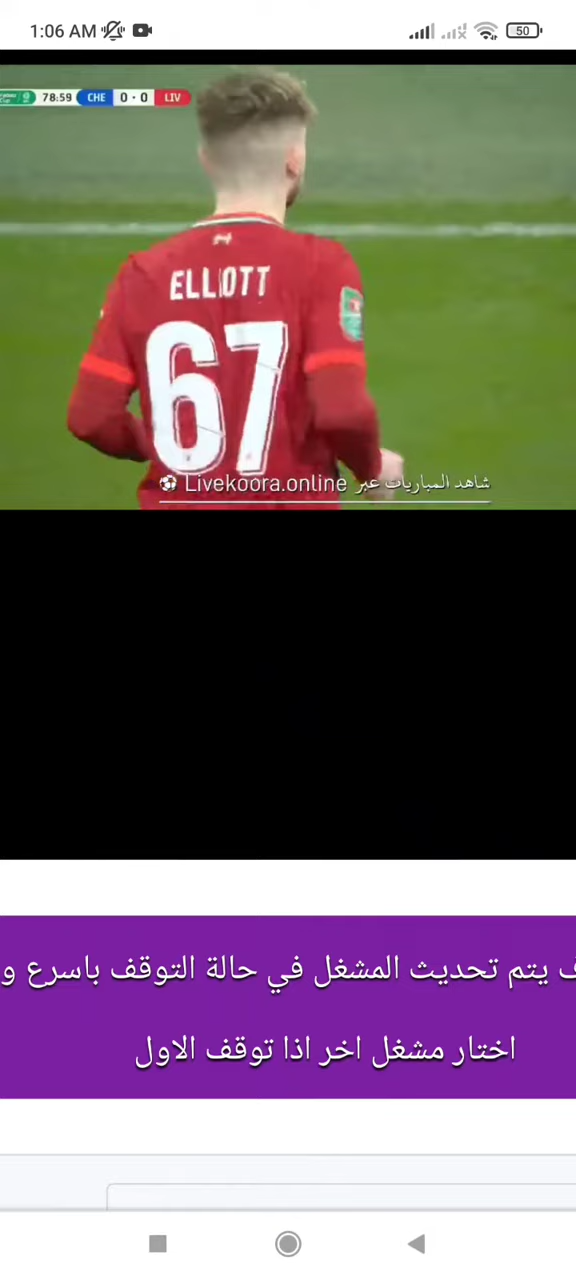 1:06 AM
50
78:59 CHE 0 - 0 LIV
ELLIOTT
67
شاهد المباريات عبر Livekoora.online
يتم تحديث المشغل في حالة التوقف باسرع و
اختار مشغل اخر اذا توقف الاول